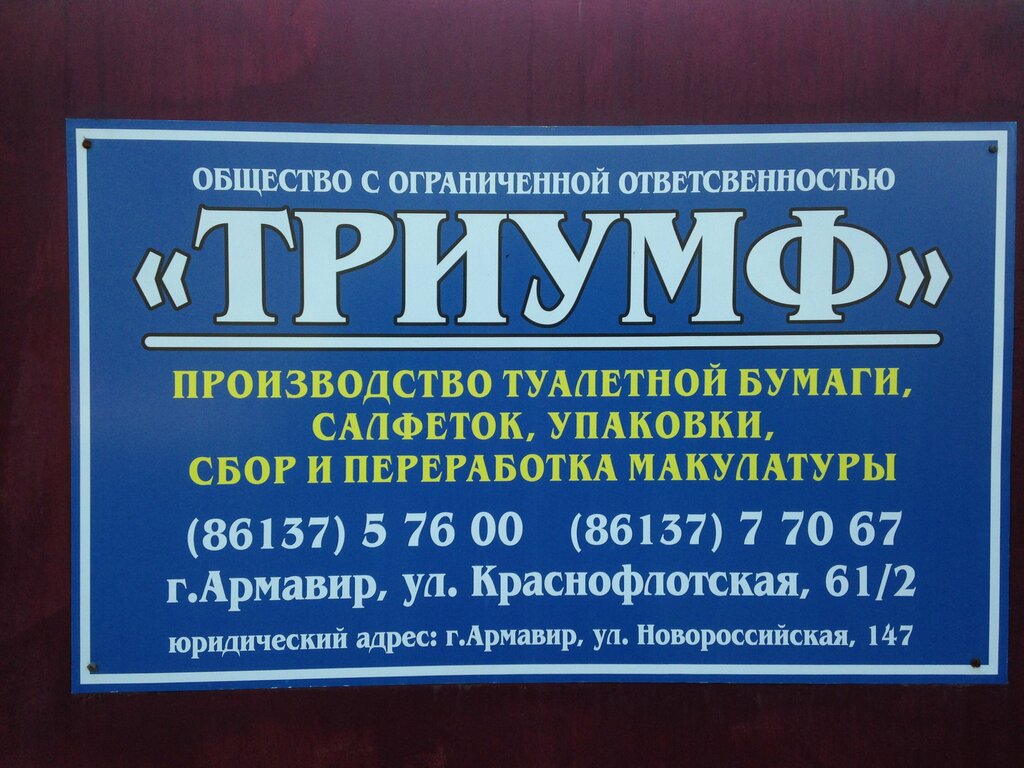 ОБЩЕСТВО С ОГРАНИЧЕННОЙ ОТВЕТСВЕННОСТЬЮ
«ТРИУМФ»
ПРОИЗВОДСТВО ТУАЛЕТНОЙ БУМАГИ,
САЛФЕТОК, УПАКОВКИ,
СБОР И ПЕРЕРАБОТКА МАКУЛАТУРЫ
(86137) 5 76 00 (86137) 7 70 67
г.Армавир, ул. Краснофлотская, 61/2
юридический адрес: г.Армавир, ул. Новороссийская, 147